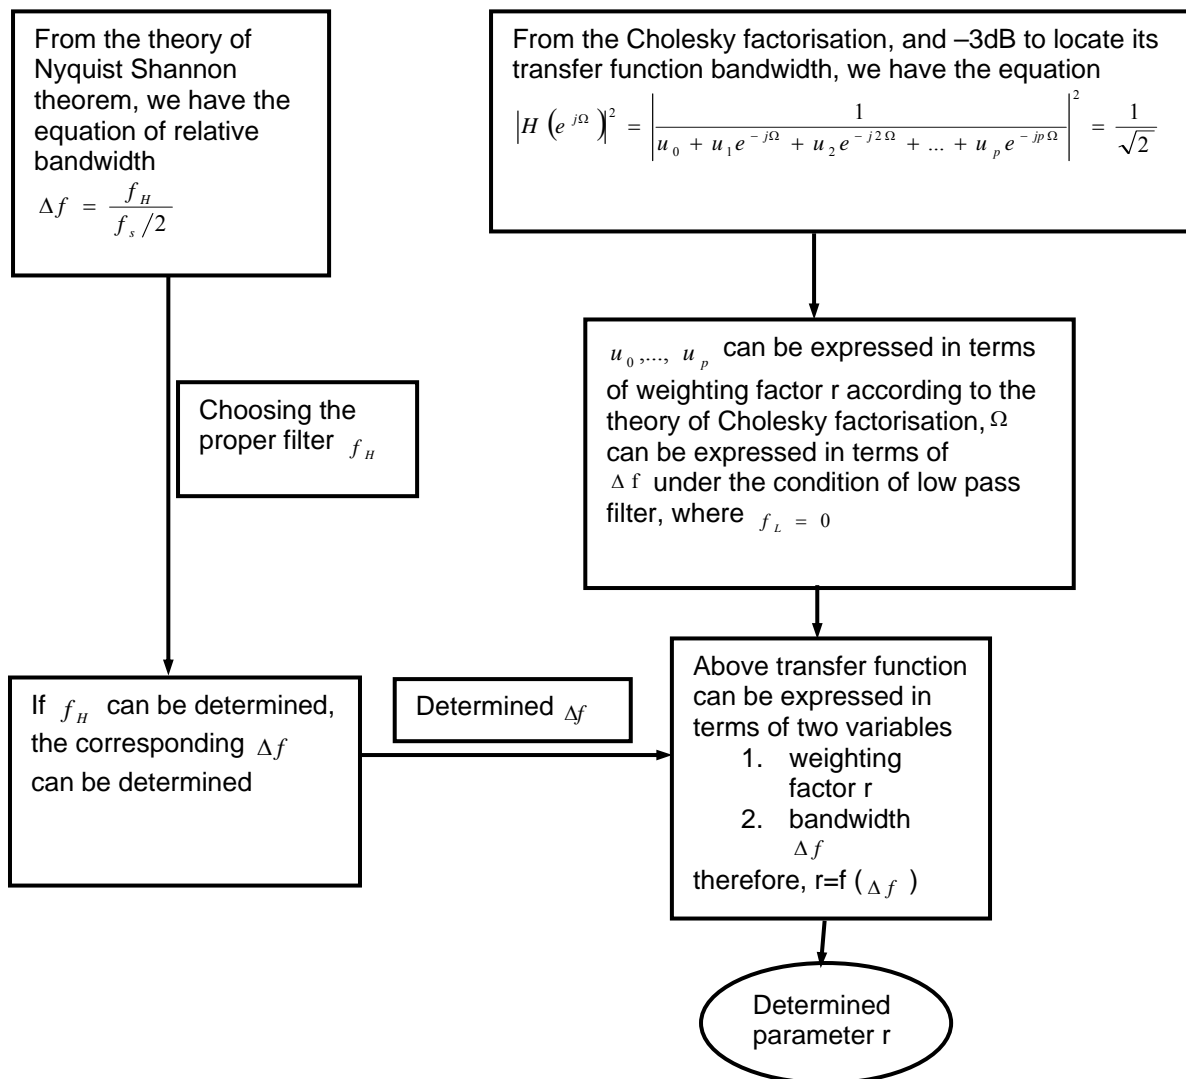 From the theory of
Nyquist Shannon
theorem, we have the
equation of relative
bandwidth
Δf = f_H / (f_s/2)
From the Cholesky factorisation, and –3dB to locate its
transfer function bandwidth, we have the equation
|H(e^{jΩ})|^2 = |1 / (u_0 + u_1 e^{-jΩ} + u_2 e^{-j2Ω} + ... + u_p e^{-jpΩ})|^2 = 1/√2
u_0,..., u_p can be expressed in terms
of weighting factor r according to the
theory of Cholesky factorisation, Ω
can be expressed in terms of
Δf under the condition of low pass
filter, where f_L = 0
Choosing the
proper filter f_H
If f_H can be determined,
the corresponding Δf
can be determined
Determined Δf
Above transfer function
can be expressed in
terms of two variables
1. weighting
factor r
2. bandwidth
Δf
therefore, r=f (Δf)
Determined
parameter r